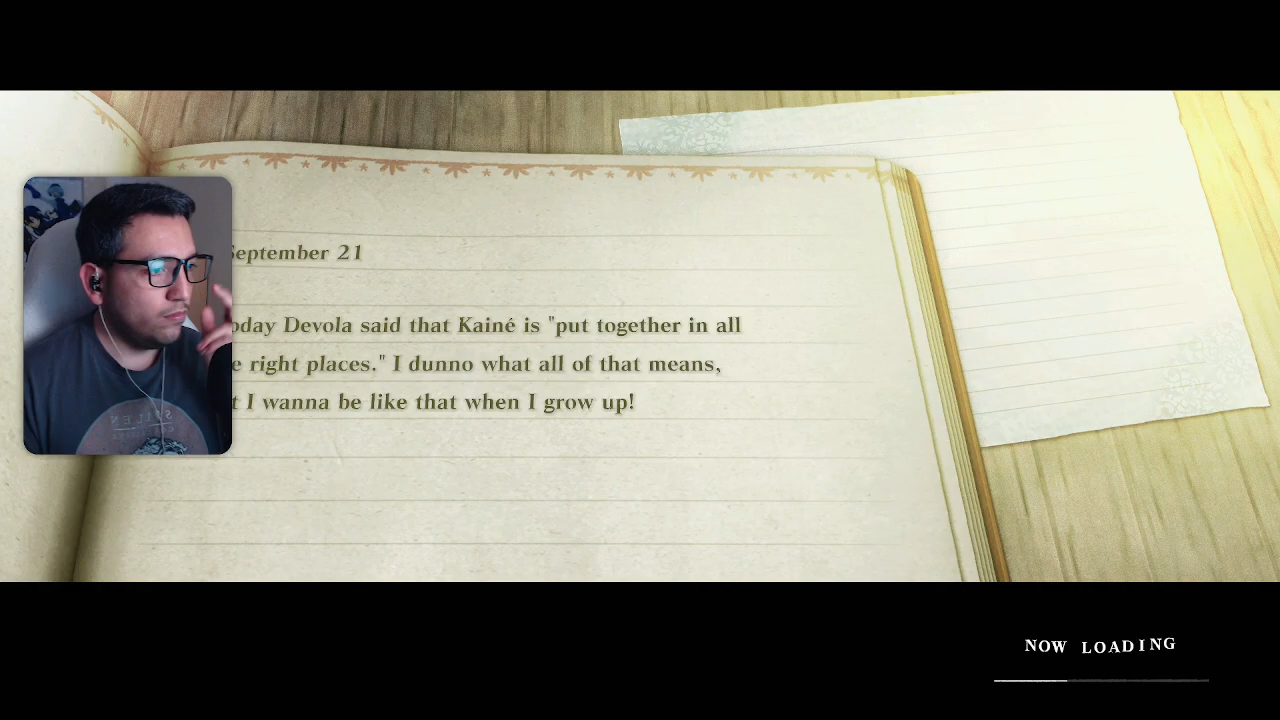 September 21
oday Devola said that Kainé is "put together in all
e right places." I dunno what all of that means,
t I wanna be like that when I grow up!
NOW LOADING